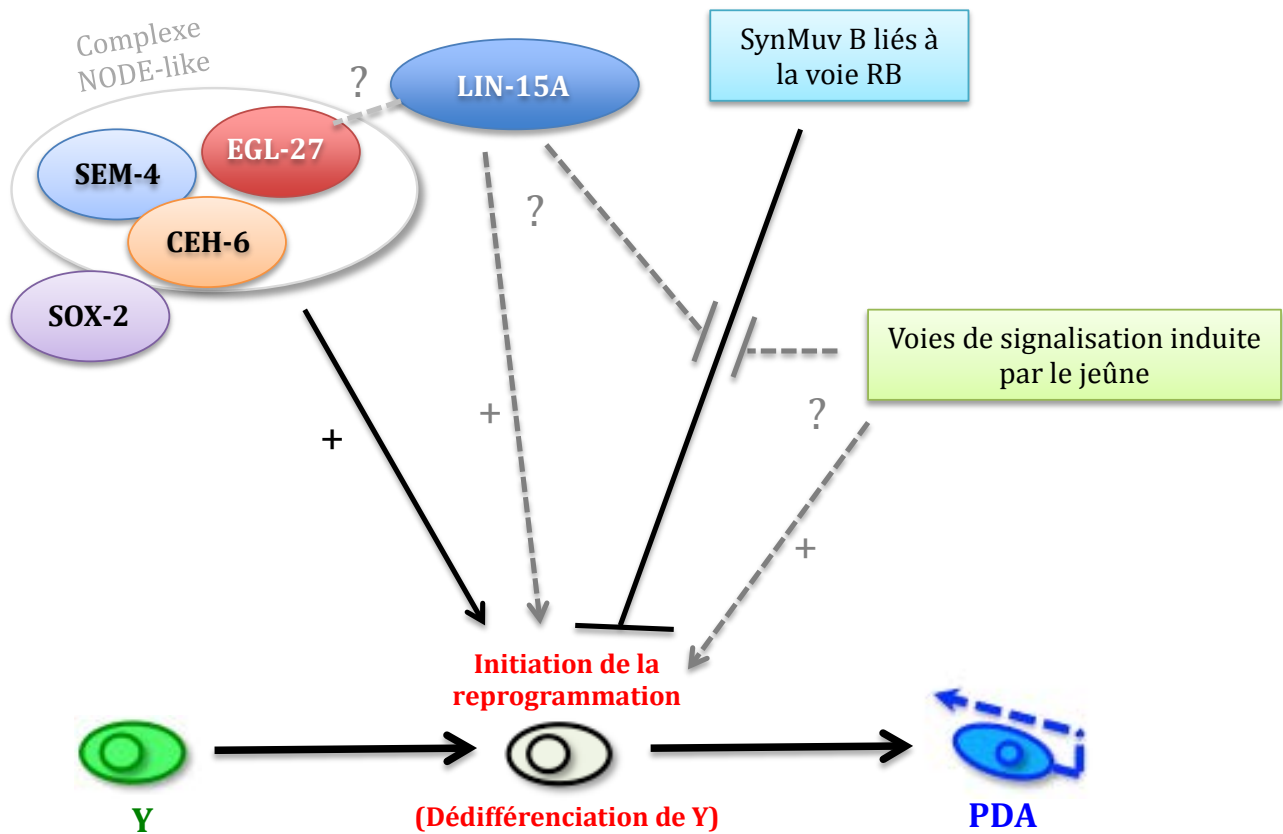 Complexe
NODE-like
?
LIN-15A
SynMuv B liés à
la voie RB
EGL-27
SEM-4
?
CEH-6
SOX-2
Voies de signalisation induite
par le jeûne
+
+
?
+
Initiation de la
reprogrammation
Y
(Dédifférenciation de Y)
PDA